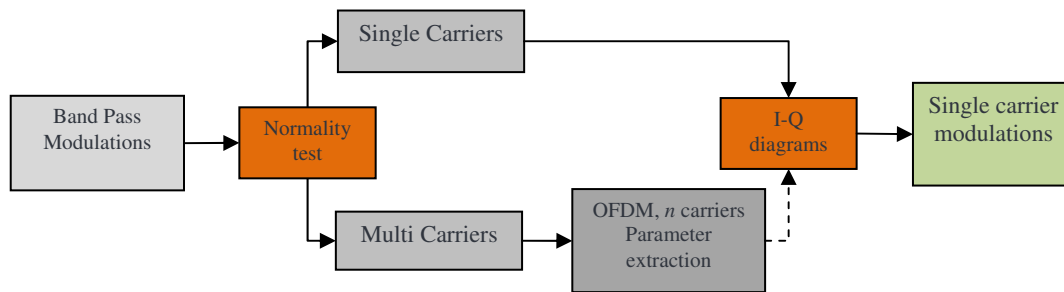 Single Carriers
Band Pass
Modulations
Normality
test
I-Q
diagrams
Single carrier
modulations
Multi Carriers
OFDM, n carriers
Parameter
extraction